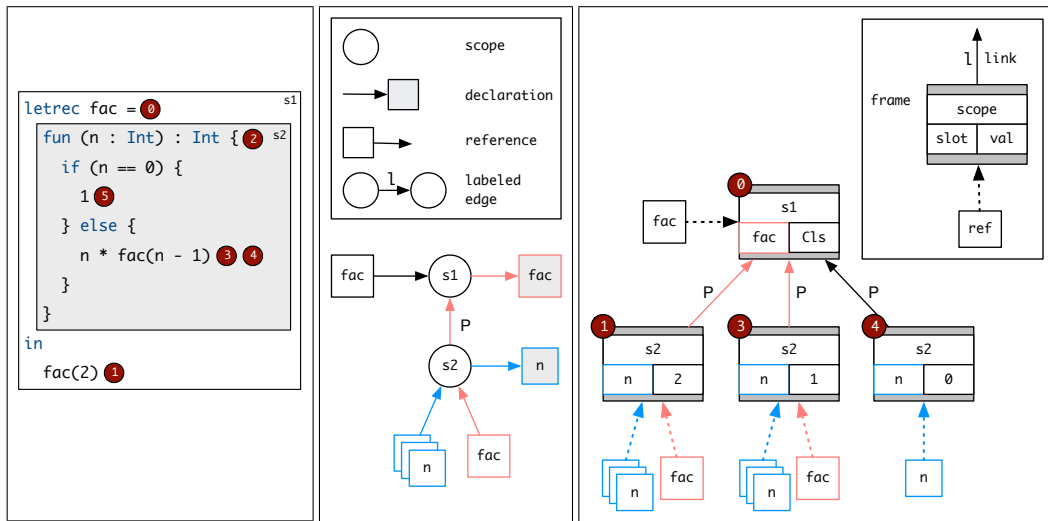 s1
letrec fac = 0
fun (n : Int) : Int { 2 s2
if (n == 0) {
1 5
} else {
n * fac(n - 1) 3 4
}
}
in
fac(2) 1
scope
declaration
reference
l
labeled
edge
fac
s1
fac
P
s2
n
n
fac
l link
frame
scope
slot val
ref
0
s1
fac
fac Cls
P
P
P
1
s2
n 2
3
s2
n 1
4
s2
n 0
n
fac
n
fac
n